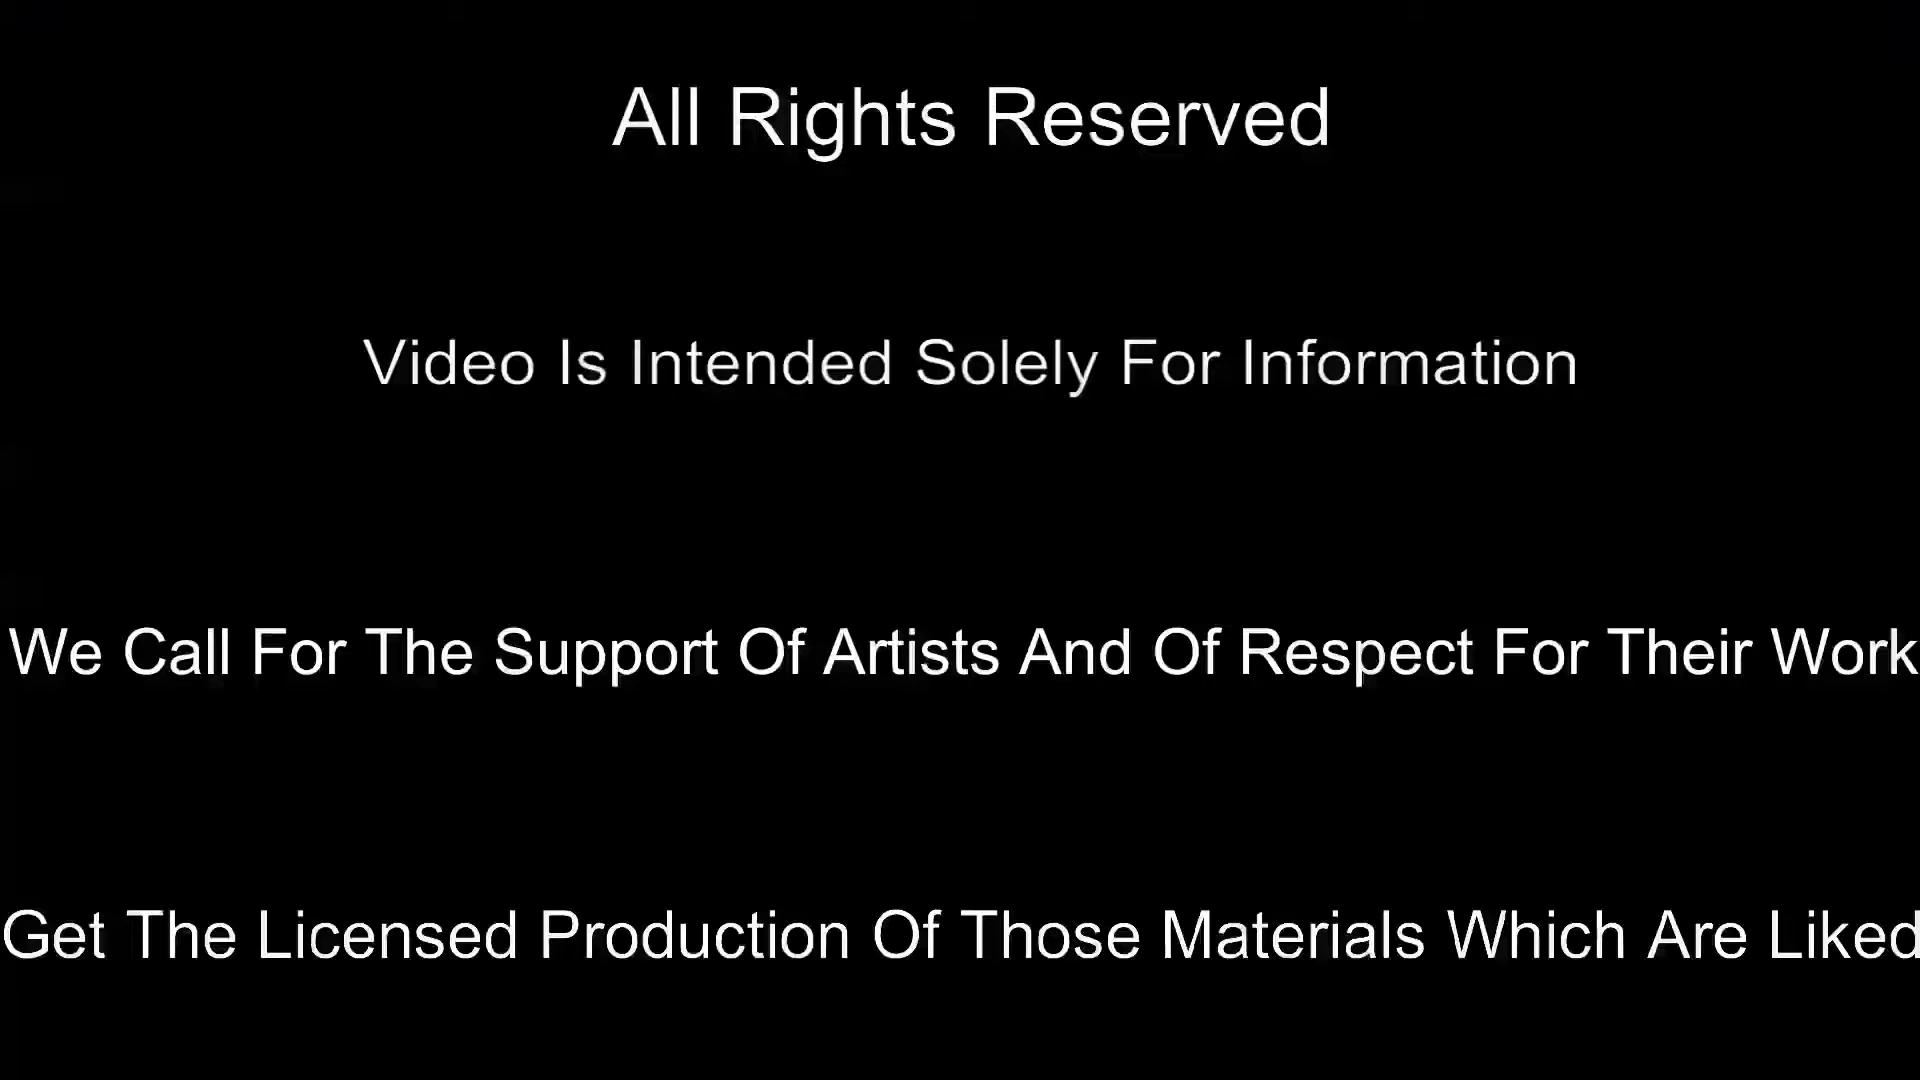 All Rights Reserved
Video Is Intended Solely For Information
We Call For The Support Of Artists And Of Respect For Their Work
Get The Licensed Production Of Those Materials Which Are Liked